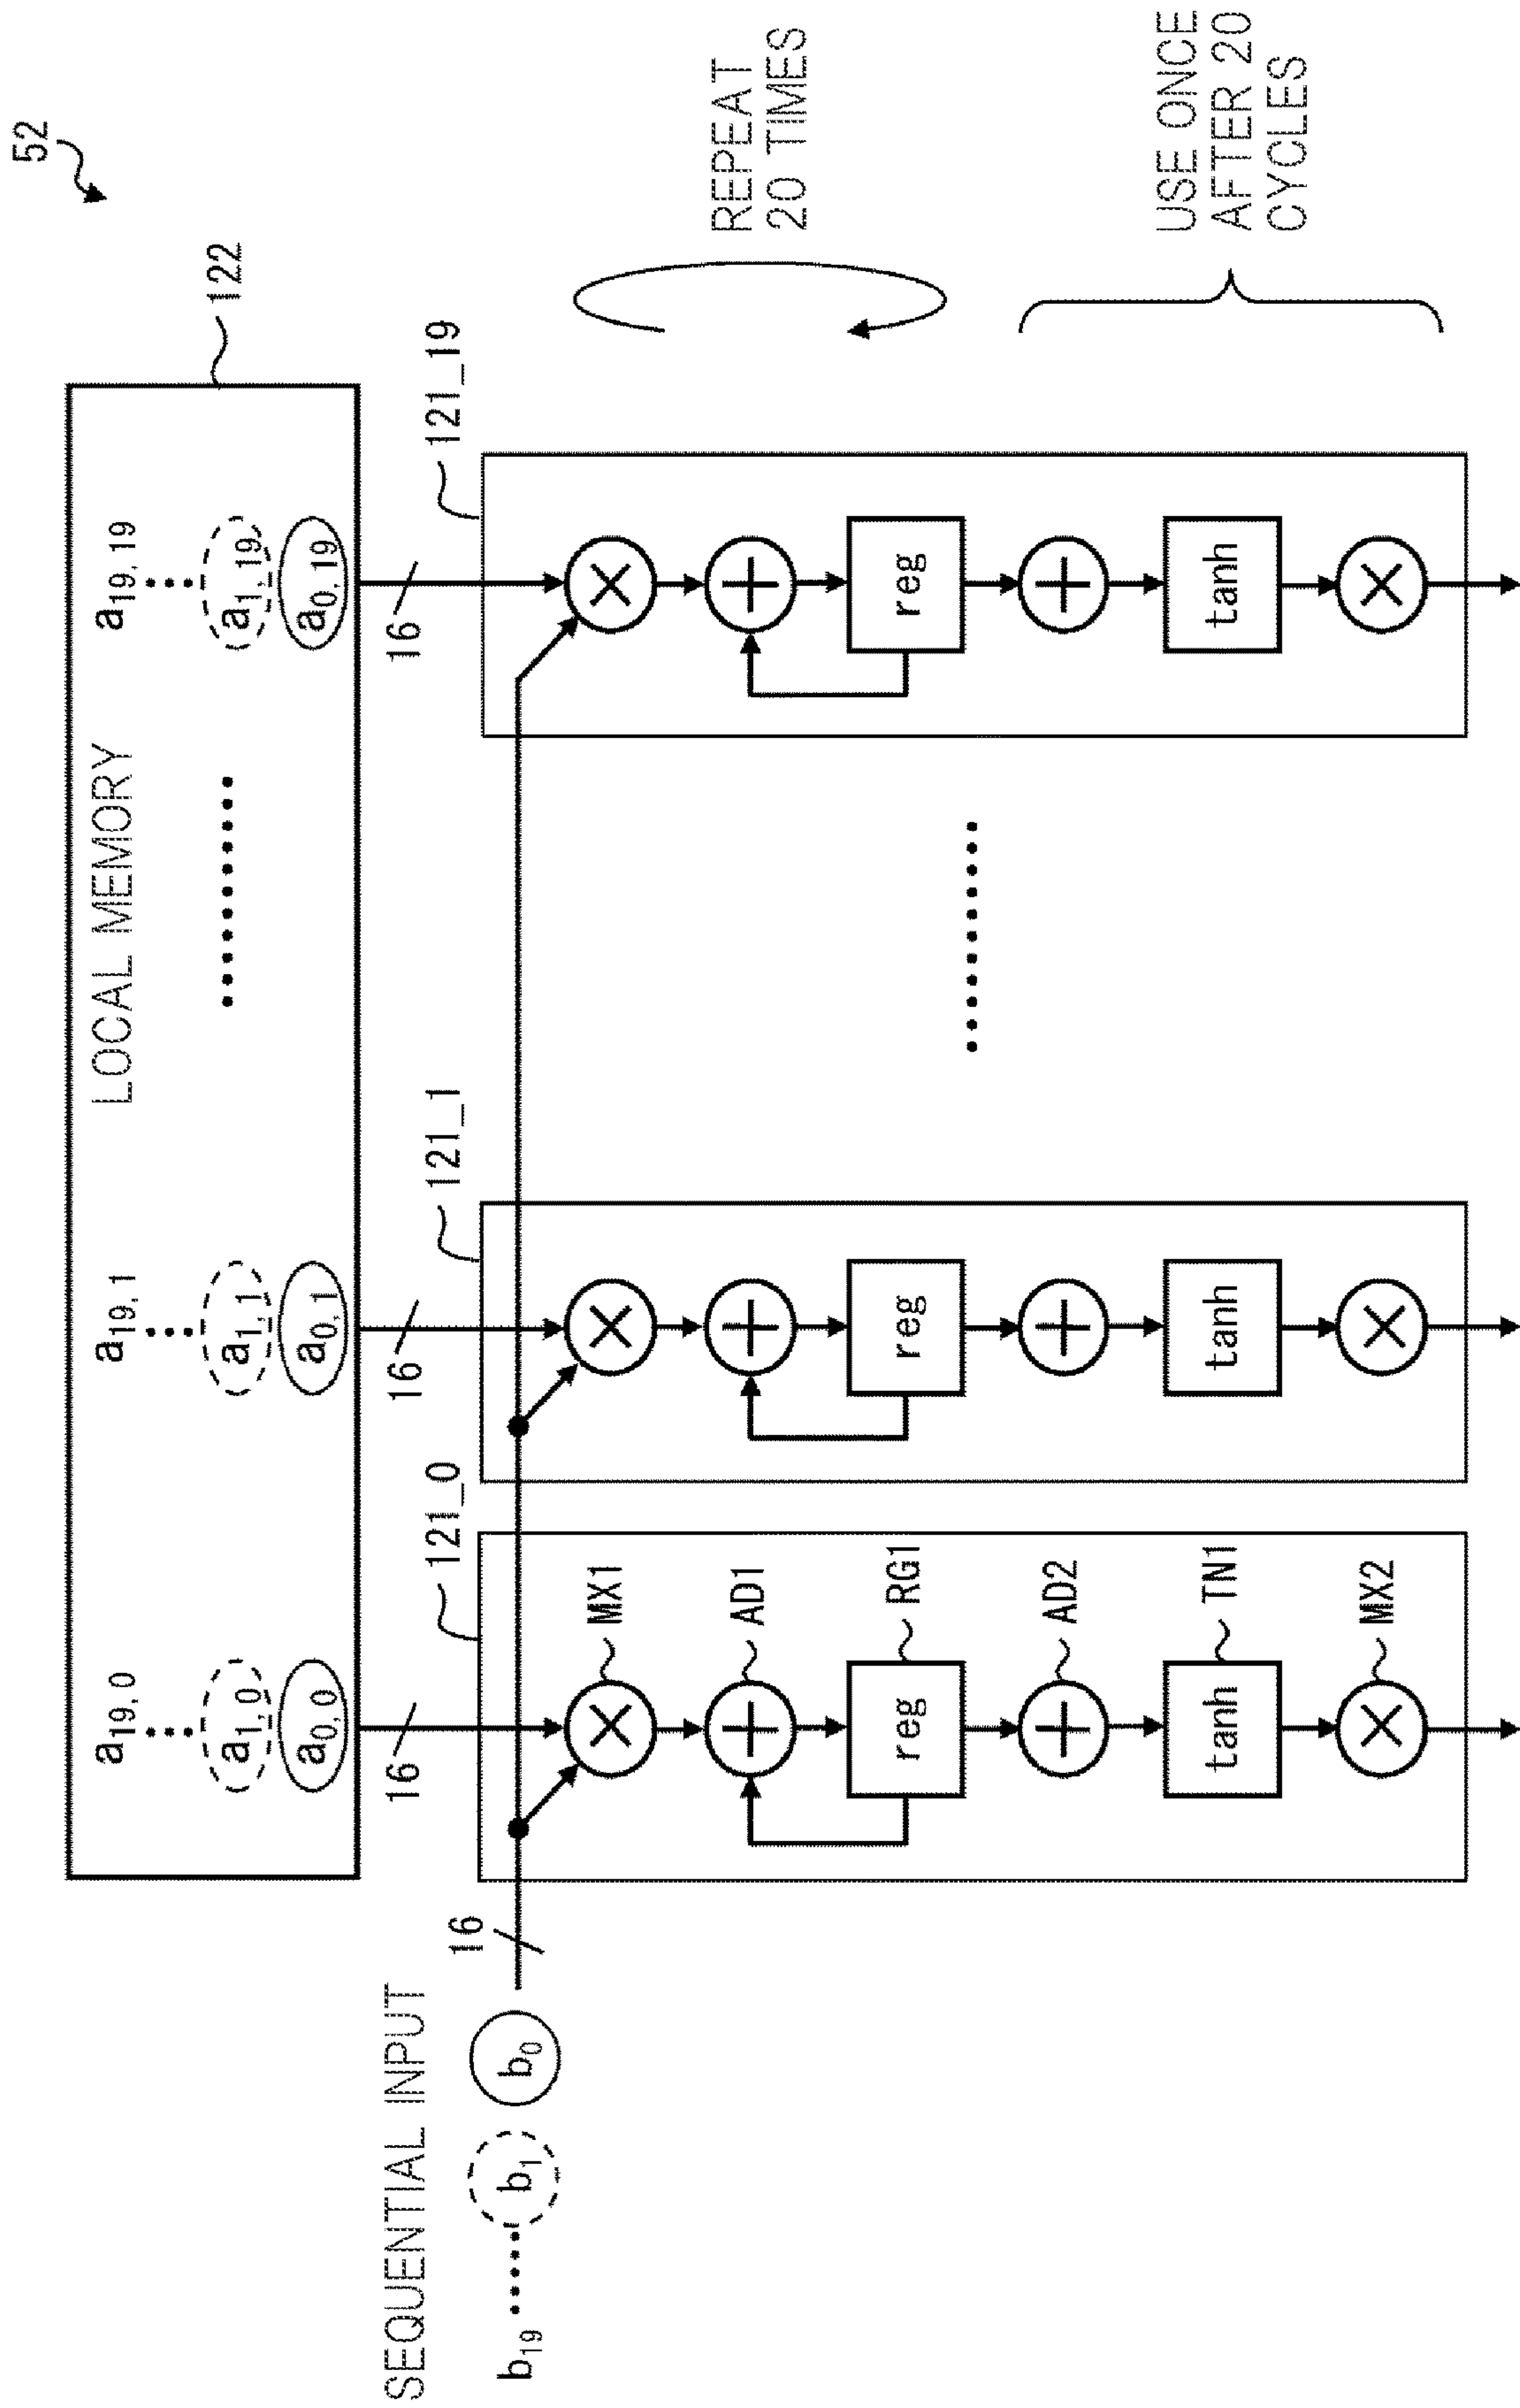 52
122
LOCAL MEMORY
a19,0
a1,0
a0,0
a19,1
a1,1
a0,1
a19,19
a1,19
a0,19
16
16
16
SEQUENTIAL INPUT
b19
b1
b0
16
121_0
121_1
121_19
MX1
AD1
reg
RG1
AD2
tanh
TN1
MX2
reg
tanh
reg
tanh
REPEAT
20 TIMES
USE ONCE
AFTER 20
CYCLES